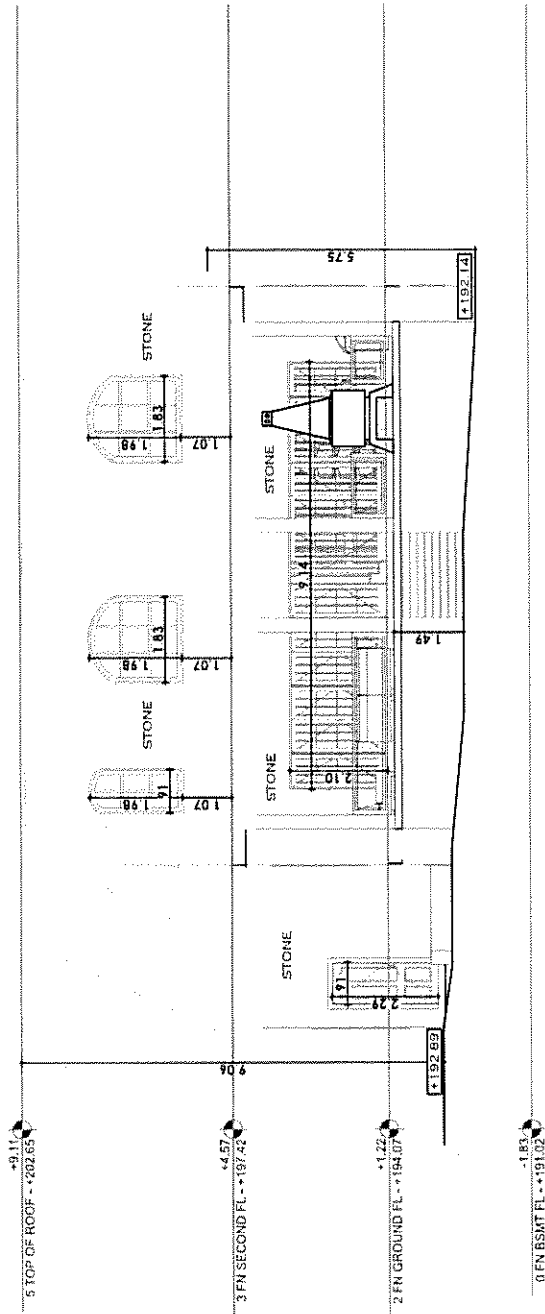 +9.11
5 TOP OF ROOF - +202.65
1.98
91
1.07
1.98
1.83
1.07
1.98
1.83
1.07
STONE
STONE
+4.57
3 FN SECOND FL - +197.42
9.06
STONE
STONE
STONE
5.75
9.14
2.10
91
2.29
+1.22
2 FN GROUND FL - +194.07
1.49
+192.89
+192.14
-1.83
0 FN BSMT FL - +191.02